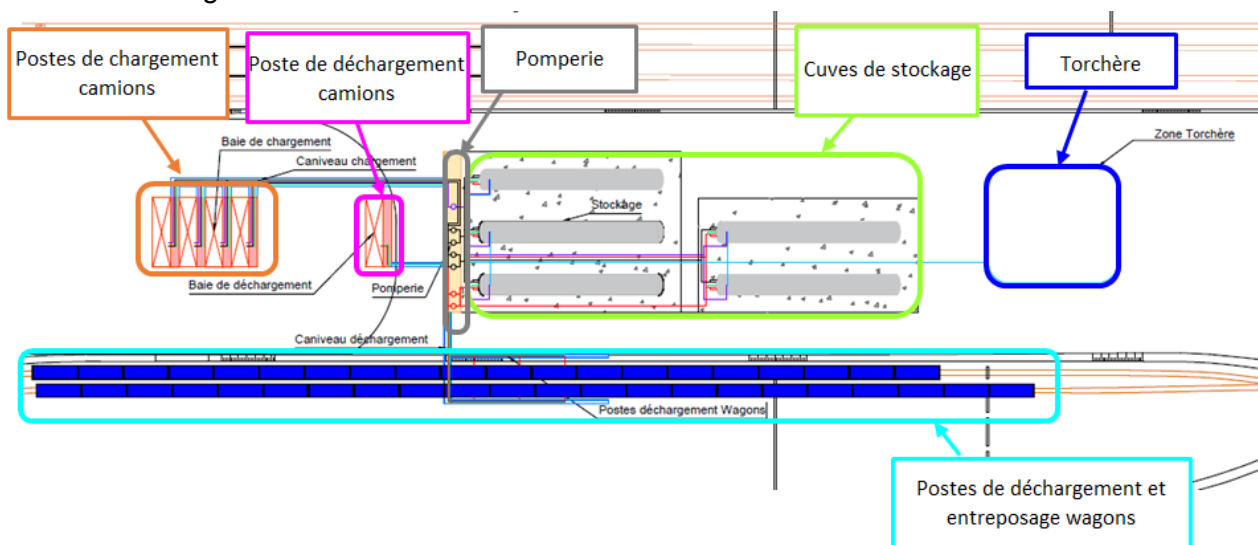 Postes de chargement
camions
Poste de déchargement
camions
Pomperie
Cuves de stockage
Torchère
Baie de chargement
Caniveau chargement
Zone Torchère
Stockage
Baie de déchargement
Pomperie
Caniveau déchargement
Postes déchargement Wagons
Postes de déchargement et
entreposage wagons